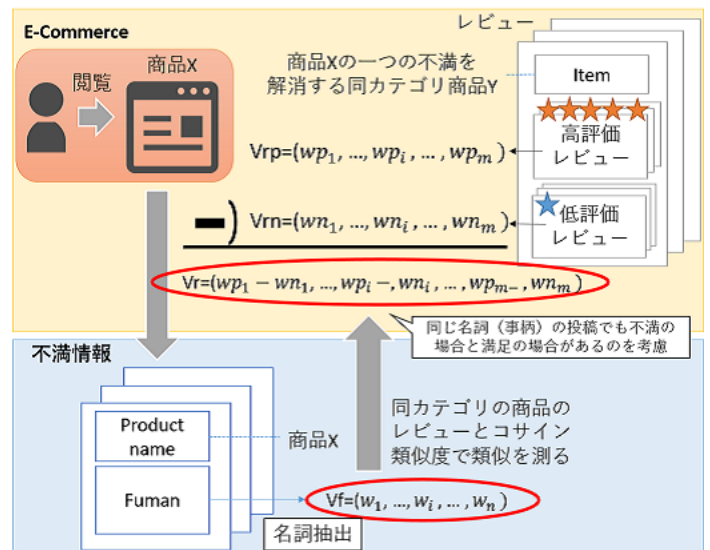 E-Commerce
レビュー
商品X
閲覧
商品Xの一つの不満を
解消する同カテゴリ商品Y
Item
高評価
レビュー
Vrp=(wp₁, ..., wpᵢ, ... , wpₘ)
低評価
レビュー
ー) Vrn=(wn₁, ..., wnᵢ, ... , wnₘ)
Vr=(wp₁ − wn₁, ..., wpᵢ −, wnᵢ, ... , wpₘ₋, wnₘ)
同じ名詞(事柄)の投稿でも不満の
場合と満足の場合があるのを考慮
不満情報
Product
name
商品X
同カテゴリの商品の
レビューとコサイン
類似度で類似を測る
Fuman
Vf=(w₁, ..., wᵢ, ... , wₙ)
名詞抽出